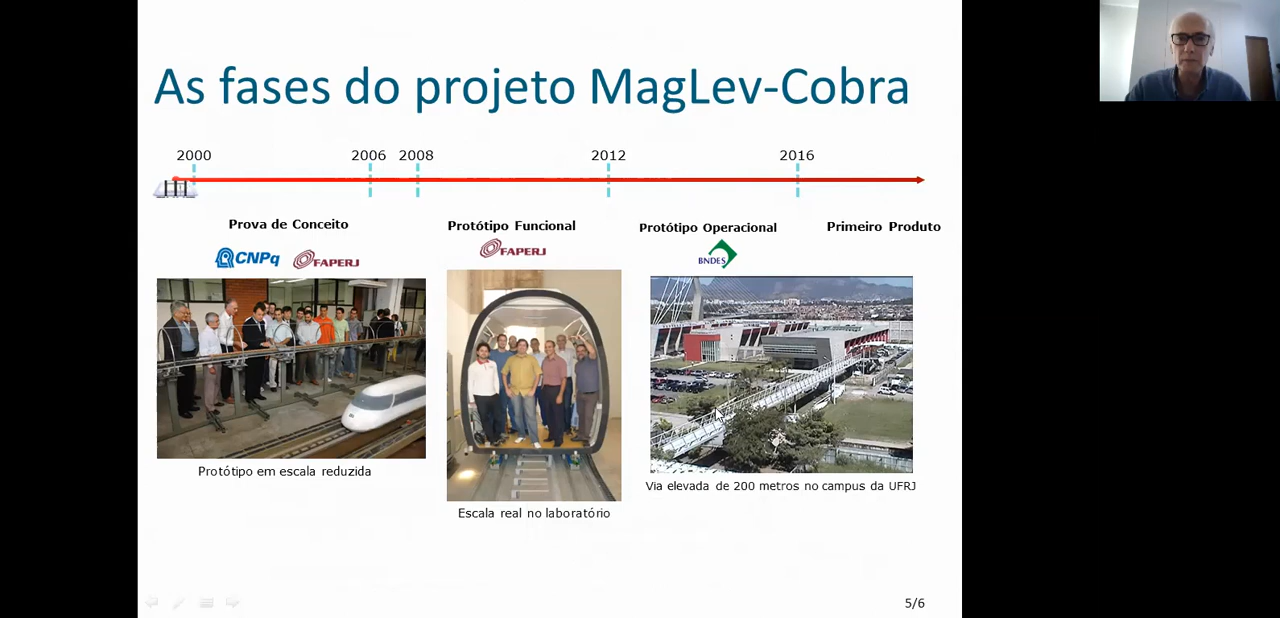 As fases do projeto MagLev-Cobra
2000 2006 2008 2012 2016
Prova de Conceito
CNPq FAPERJ
Protótipo em escala reduzida
Protótipo Funcional
FAPERJ
Escala real no laboratório
Protótipo Operacional
BNDES
Via elevada de 200 metros no campus da UFRJ
Primeiro Produto
5/6